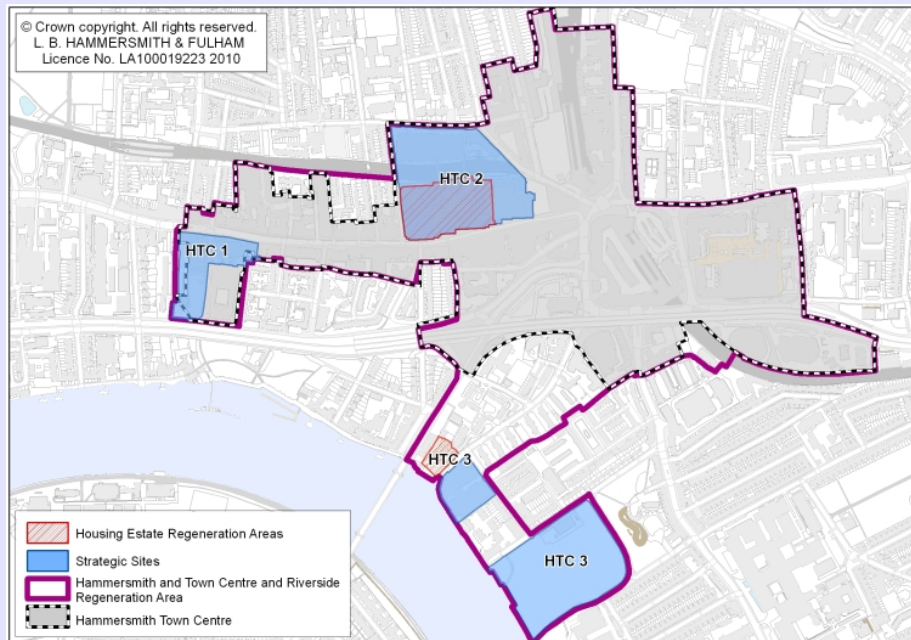 © Crown copyright. All rights reserved.
L. B. HAMMERSMITH & FULHAM
Licence No. LA100019223 2010
HTC 2
HTC 1
HTC 3
HTC 3
Housing Estate Regeneration Areas
Strategic Sites
Hammersmith and Town Centre and Riverside
Regeneration Area
Hammersmith Town Centre